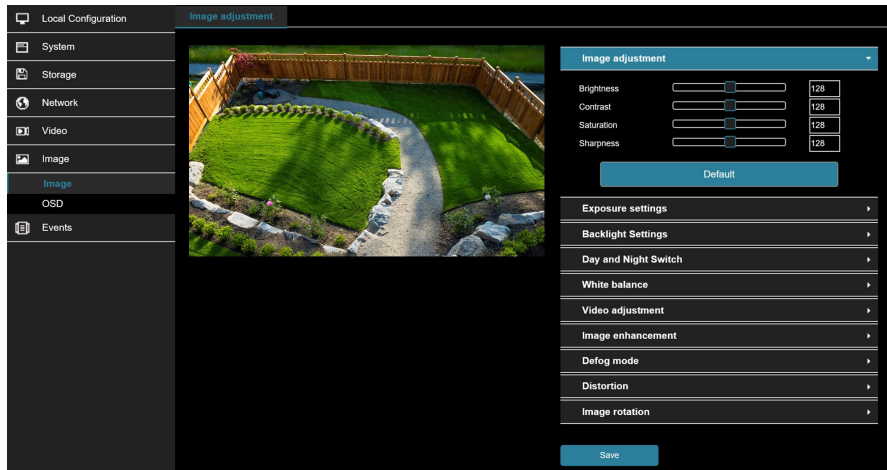 Local Configuration
System
Storage
Network
Video
Image
Image
OSD
Events
Image adjustment
Image adjustment
Brightness 128
Contrast 128
Saturation 128
Sharpness 128
Default
Exposure settings
Backlight Settings
Day and Night Switch
White balance
Video adjustment
Image enhancement
Defog mode
Distortion
Image rotation
Save